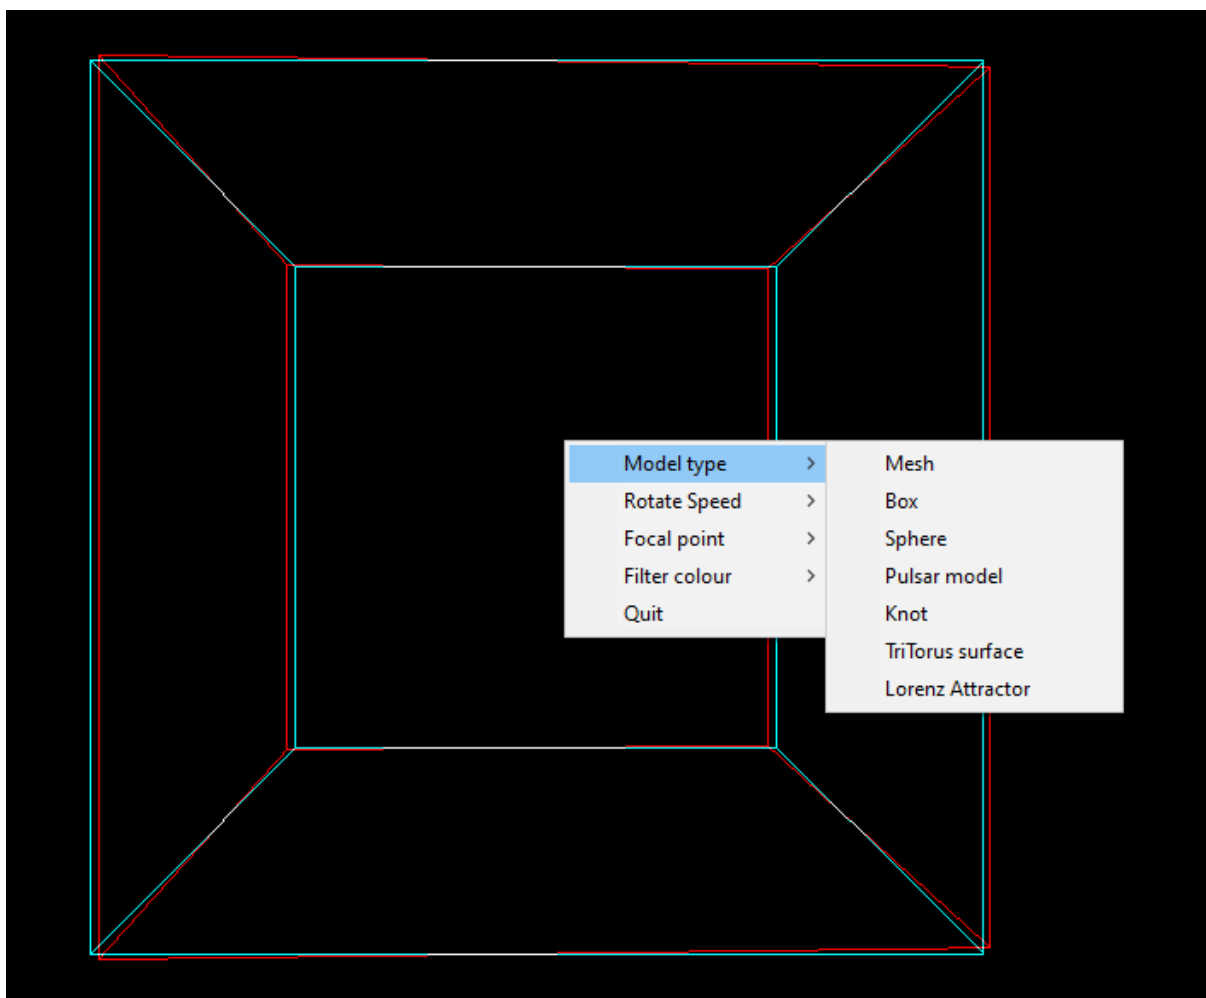 Model type
Rotate Speed
Focal point
Filter colour
Quit
Mesh
Box
Sphere
Pulsar model
Knot
TriTorus surface
Lorenz Attractor